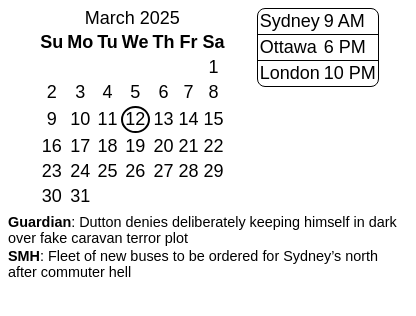 March 2025
Su Mo Tu We Th Fr Sa
1
2 3 4 5 6 7 8
9 10 11 12 13 14 15
16 17 18 19 20 21 22
23 24 25 26 27 28 29
30 31
Sydney 9 AM
Ottawa 6 PM
London 10 PM
Guardian: Dutton denies deliberately keeping himself in dark
over fake caravan terror plot
SMH: Fleet of new buses to be ordered for Sydney’s north
after commuter hell